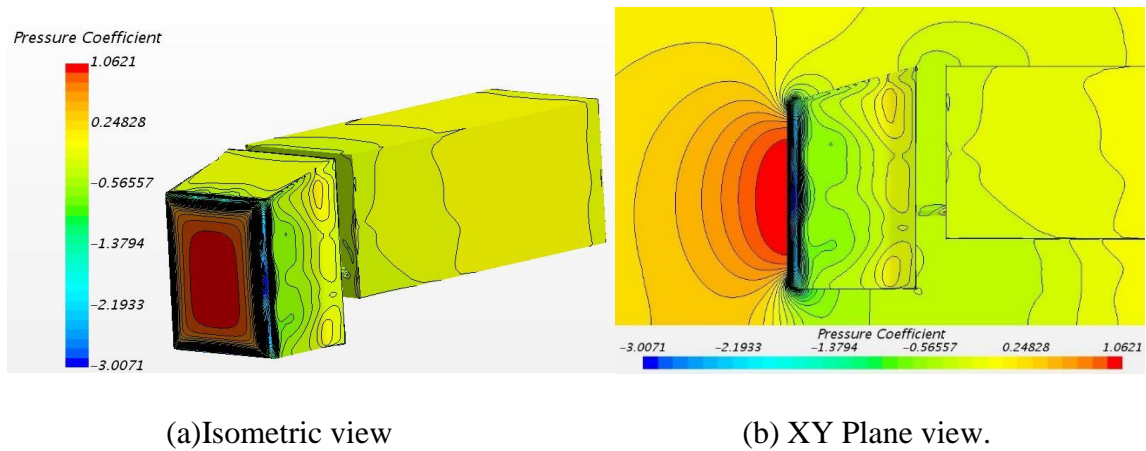 Pressure Coefficient
1.0621
0.24828
-0.56557
-1.3794
-2.1933
-3.0071
Pressure Coefficient
-3.0071 -2.1933 -1.3794 -0.56557 0.24828 1.0621
(a)Isometric view
(b) XY Plane view.